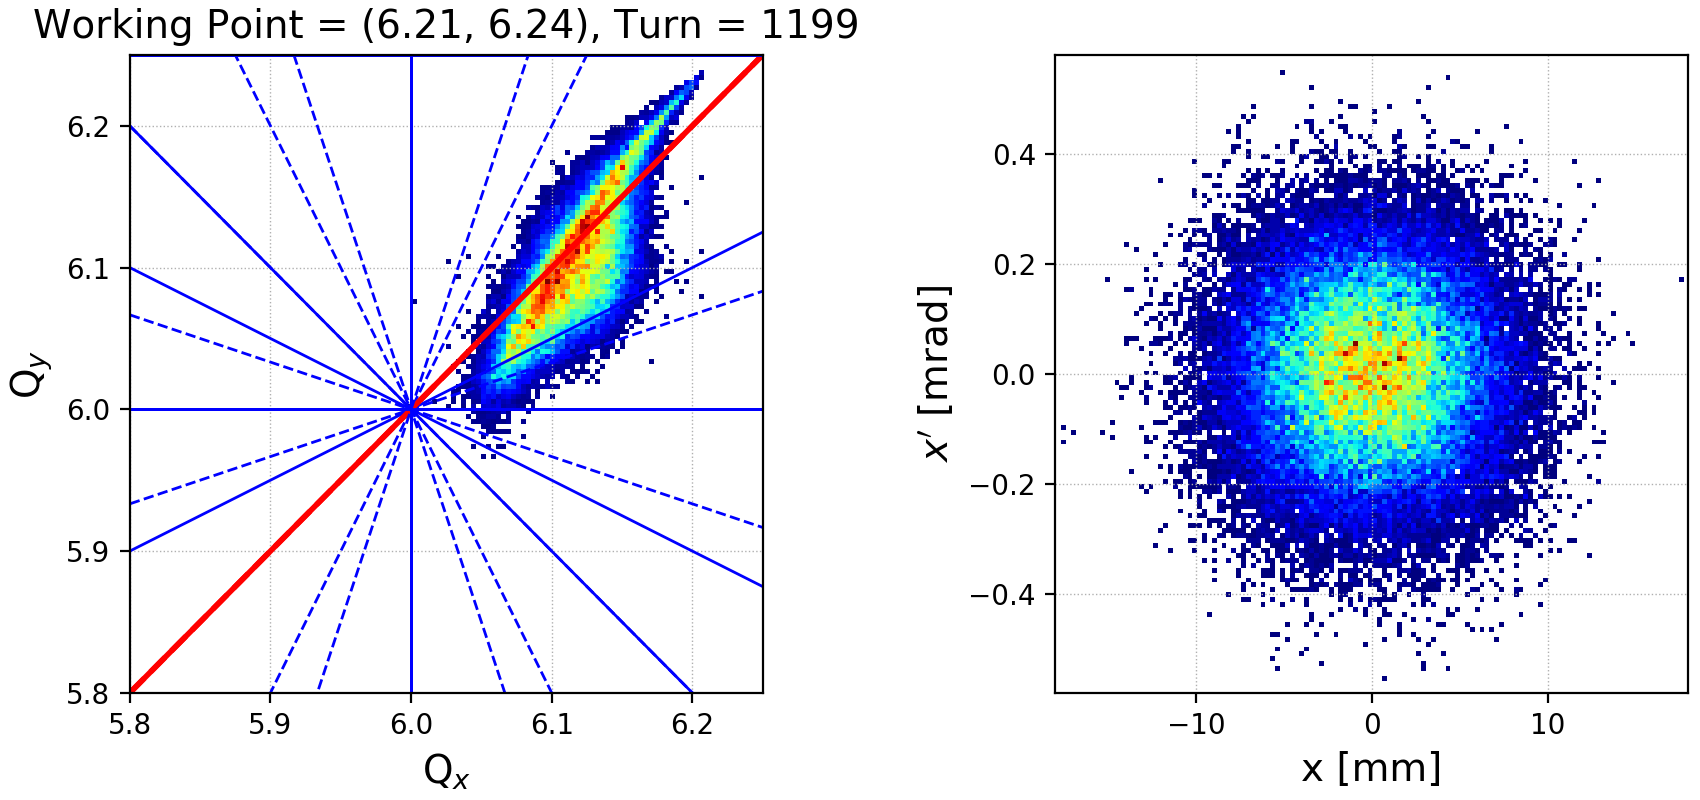 Working Point = (6.21, 6.24), Turn = 1199
6.2
6.1
6.0
5.9
5.8
Q_y
5.8 5.9 6.0 6.1 6.2
Q_x
0.4
0.2
0.0
−0.2
−0.4
x′ [mrad]
−10 0 10
x [mm]